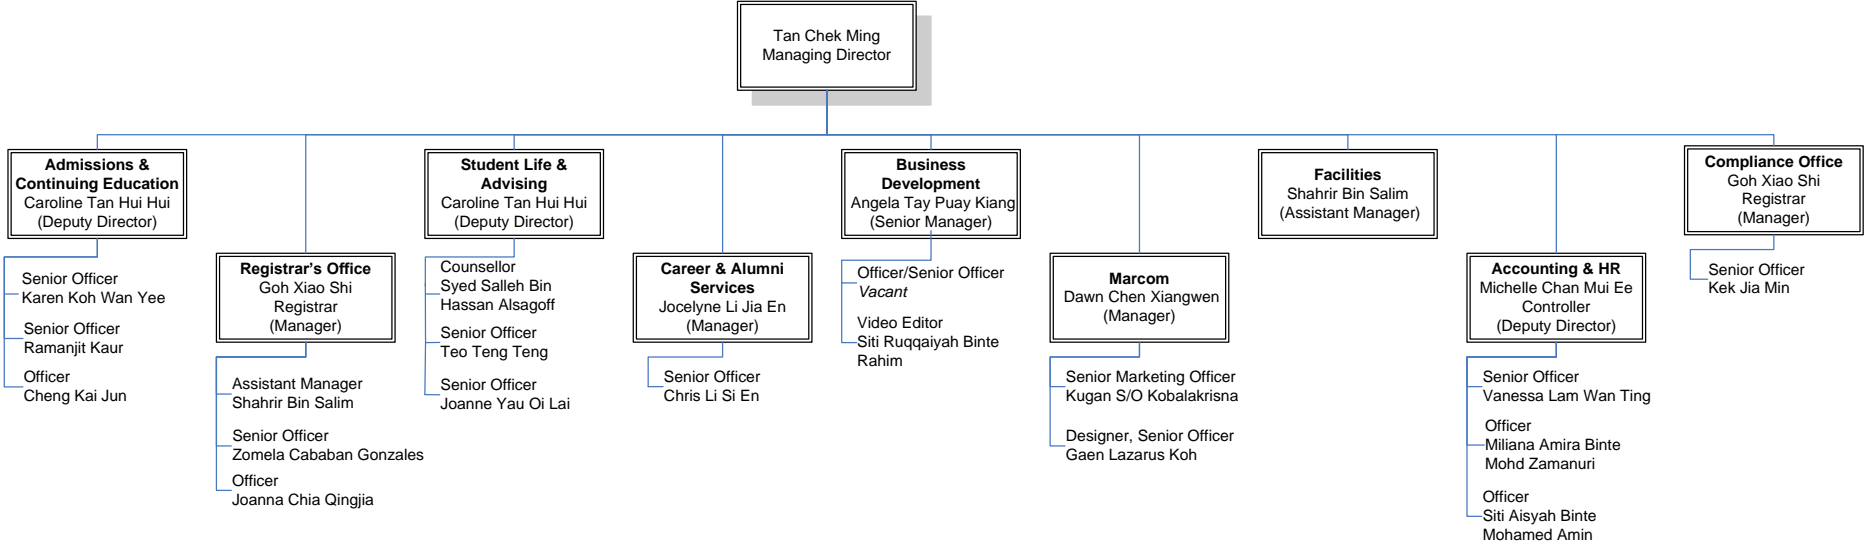 Tan Chek Ming
Managing Director
Admissions &
Continuing Education
Caroline Tan Hui Hui
(Deputy Director)
Senior Officer
Karen Koh Wan Yee
Senior Officer
Ramanjit Kaur
Officer
Cheng Kai Jun
Registrar's Office
Goh Xiao Shi
Registrar
(Manager)
Assistant Manager
Shahrir Bin Salim
Senior Officer
Zomela Cababan Gonzales
Officer
Joanna Chia Qingjia
Student Life &
Advising
Caroline Tan Hui Hui
(Deputy Director)
Counsellor
Syed Salleh Bin
Hassan Alsagoff
Senior Officer
Teo Teng Teng
Senior Officer
Joanne Yau Oi Lai
Career & Alumni
Services
Jocelyne Li Jia En
(Manager)
Senior Officer
Chris Li Si En
Business
Development
Angela Tay Puay Kiang
(Senior Manager)
Officer/Senior Officer
Vacant
Video Editor
Siti Ruqqaiyah Binte
Rahim
Marcom
Dawn Chen Xiangwen
(Manager)
Senior Marketing Officer
Kugan S/O Kobalakrisna
Designer, Senior Officer
Gaen Lazarus Koh
Facilities
Shahrir Bin Salim
(Assistant Manager)
Accounting & HR
Michelle Chan Mui Ee
Controller
(Deputy Director)
Senior Officer
Vanessa Lam Wan Ting
Officer
Miliana Amira Binte
Mohd Zamanuri
Officer
Siti Aisyah Binte
Mohamed Amin
Compliance Office
Goh Xiao Shi
Registrar
(Manager)
Senior Officer
Kek Jia Min